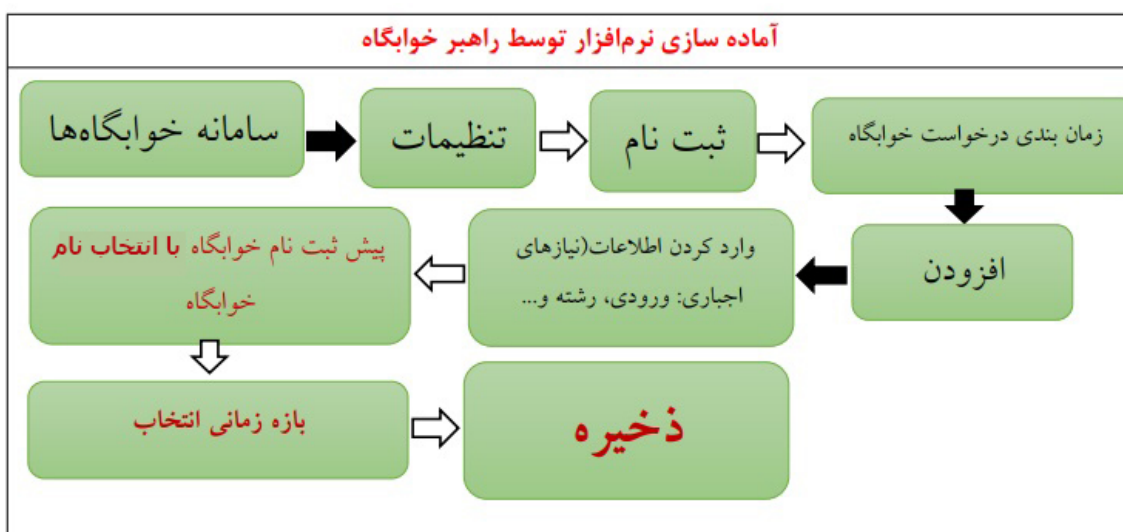 آماده سازی نرم‌افزار توسط راهبر خوابگاه
سامانه خوابگاه‌ها
تنظیمات
ثبت نام
زمان بندی درخواست خوابگاه
افزودن
وارد کردن اطلاعات(نیازهای
اجباری: ورودی، رشته و...
پیش ثبت نام خوابگاه با انتخاب نام
خوابگاه
بازه زمانی انتخاب
ذخیره